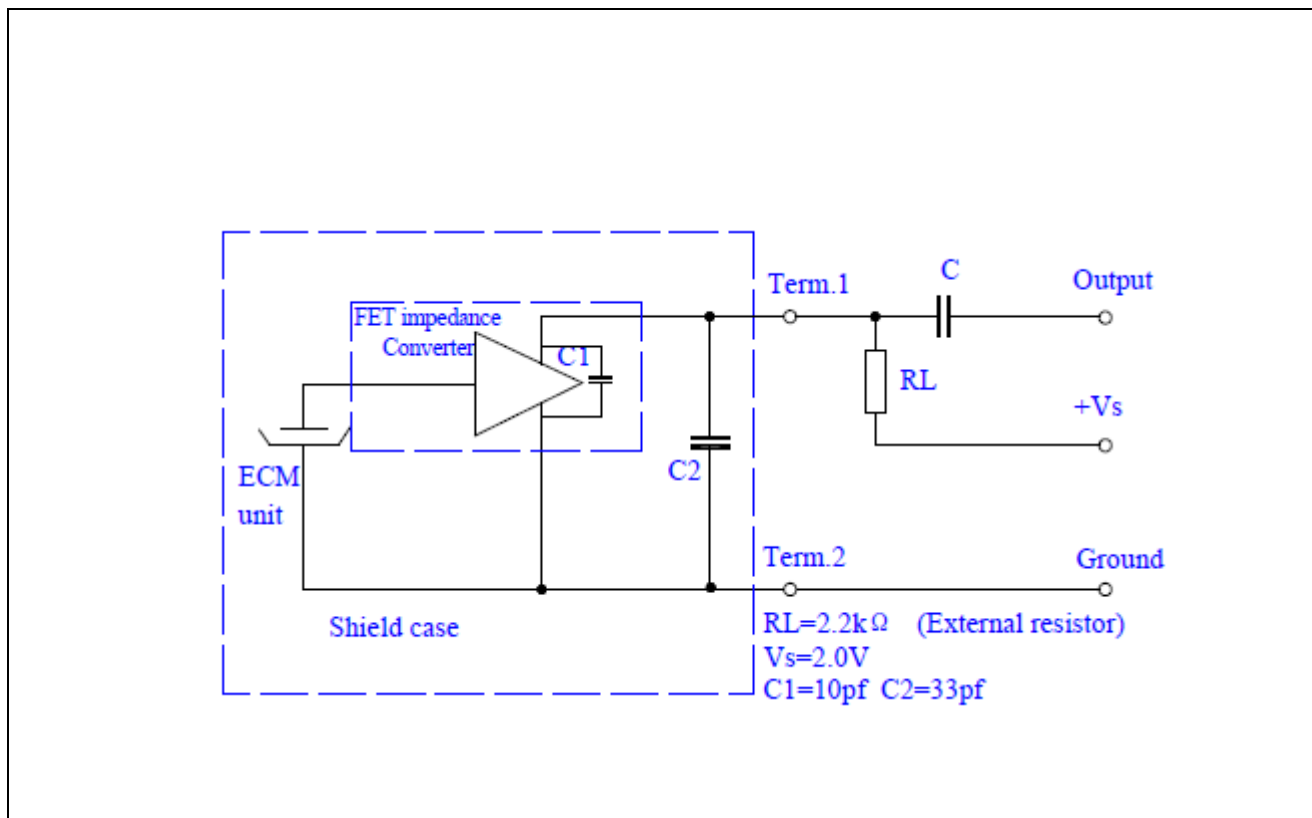 Term.1
C
Output
FET impedance
Converter
C1
RL
+Vs
C2
ECM
unit
Term.2
Ground
Shield case
RL=2.2kΩ (External resistor)
Vs=2.0V
C1=10pf C2=33pf